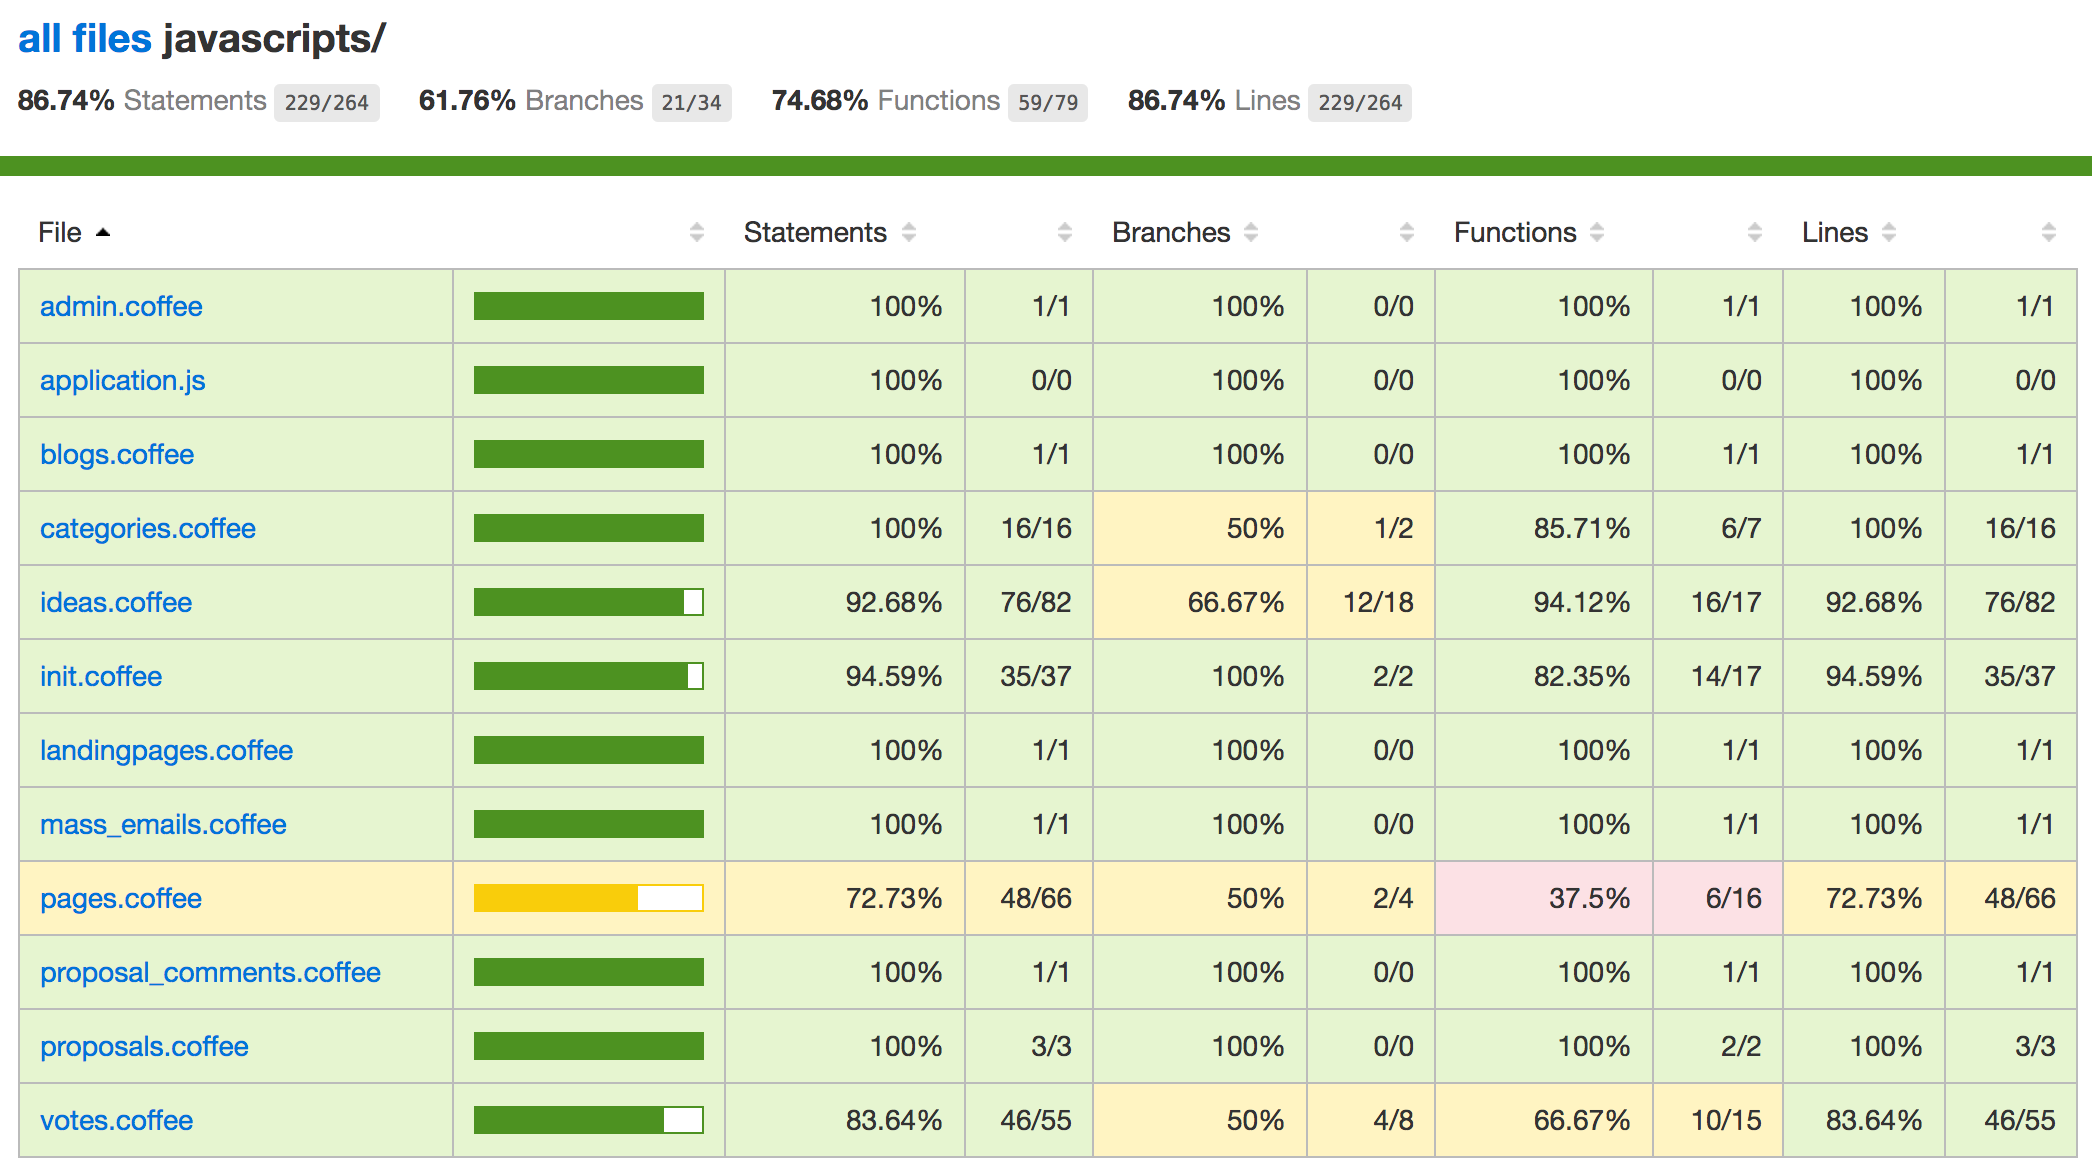 all files javascripts/
86.74% Statements 229/264 61.76% Branches 21/34 74.68% Functions 59/79 86.74% Lines 229/264
File Statements Branches Functions Lines
admin.coffee 100% 1/1 100% 0/0 100% 1/1 100% 1/1
application.js 100% 0/0 100% 0/0 100% 0/0 100% 0/0
blogs.coffee 100% 1/1 100% 0/0 100% 1/1 100% 1/1
categories.coffee 100% 16/16 50% 1/2 85.71% 6/7 100% 16/16
ideas.coffee 92.68% 76/82 66.67% 12/18 94.12% 16/17 92.68% 76/82
init.coffee 94.59% 35/37 100% 2/2 82.35% 14/17 94.59% 35/37
landingpages.coffee 100% 1/1 100% 0/0 100% 1/1 100% 1/1
mass_emails.coffee 100% 1/1 100% 0/0 100% 1/1 100% 1/1
pages.coffee 72.73% 48/66 50% 2/4 37.5% 6/16 72.73% 48/66
proposal_comments.coffee 100% 1/1 100% 0/0 100% 1/1 100% 1/1
proposals.coffee 100% 3/3 100% 0/0 100% 2/2 100% 3/3
votes.coffee 83.64% 46/55 50% 4/8 66.67% 10/15 83.64% 46/55